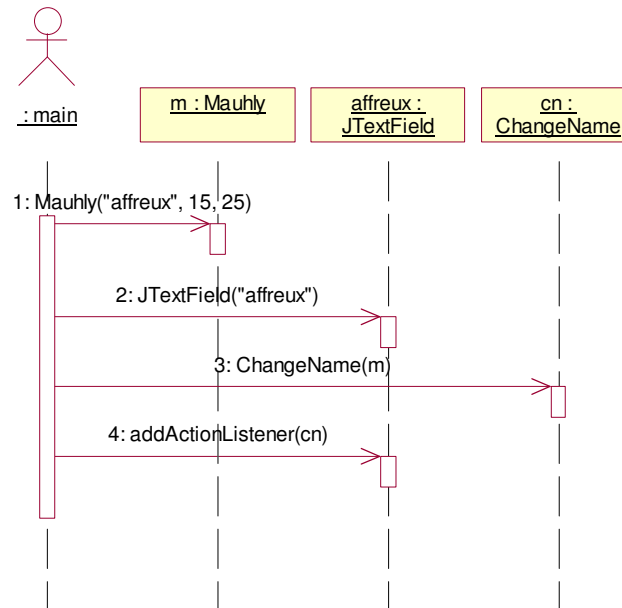 : main
m : Mauhly
affreux :
JTextField
cn :
ChangeName
1: Mauhly("affreux", 15, 25)
2: JTextField("affreux")
3: ChangeName(m)
4: addActionListener(cn)